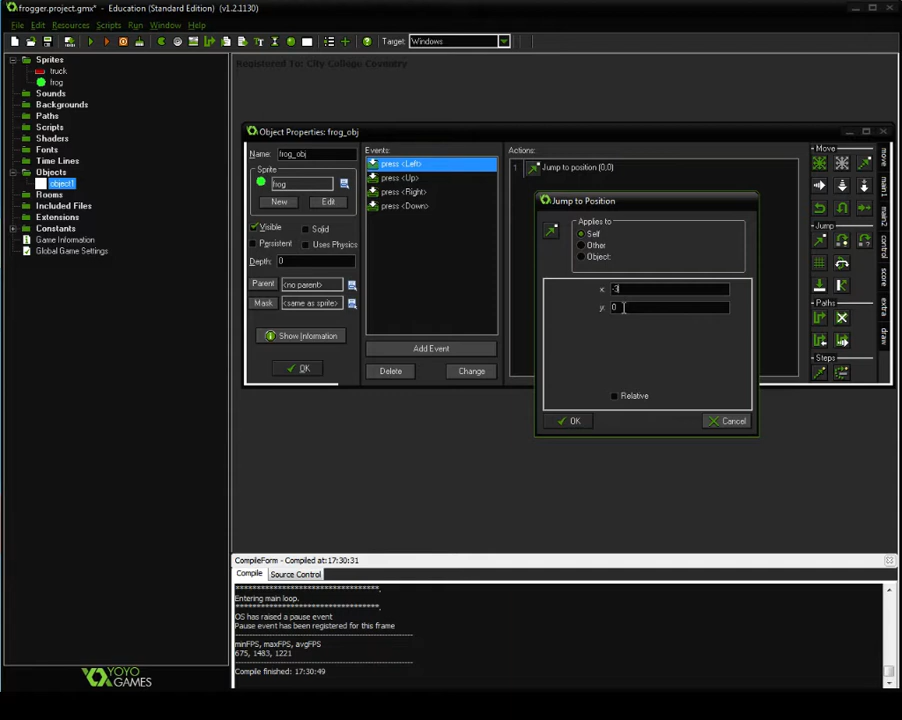 frogger.project.gmx* - Education (Standard Edition) (v1.2.1130)
File Edit Resources Scripts Run Window Help
Target: Windows
Registered To: City College Coventry
Sprites
truck
frog
Sounds
Backgrounds
Paths
Scripts
Shaders
Fonts
Time Lines
Objects
object1
Rooms
Included Files
Extensions
Constants
Game Information
Global Game Settings
YOYO
GAMES
Object Properties: frog_obj
Name: frog_obj
Sprite
frog
New Edit
Visible Solid
Persistent Uses Physics
Depth: 0
Parent <no parent>
Mask <same as sprite>
Show Information
OK
Events:
press <Left>
press <Up>
press <Right>
press <Down>
Add Event
Delete Change
Actions:
1 Jump to position (0,0)
Jump to Position
Applies to
Self
Other
Object:
x: -3
y: 0
Relative
OK Cancel
Move
Jump
Paths
Steps
move
main1
main2
control
score
extra
draw
CompileForm - Compiled at:17:30:31
Compile Source Control
************************************.
Entering main loop.
************************************.
OS has raised a pause event
Pause event has been registered for this frame
minFPS, maxFPS, avgFPS
675, 1483, 1221
Compile finished: 17:30:49